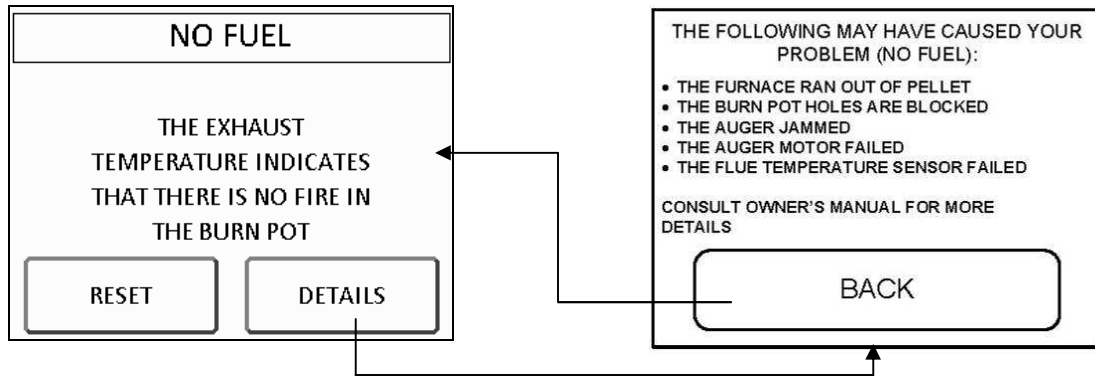 NO FUEL
THE EXHAUST
TEMPERATURE INDICATES
THAT THERE IS NO FIRE IN
THE BURN POT
RESET
DETAILS
THE FOLLOWING MAY HAVE CAUSED YOUR
PROBLEM (NO FUEL):
• THE FURNACE RAN OUT OF PELLET
• THE BURN POT HOLES ARE BLOCKED
• THE AUGER JAMMED
• THE AUGER MOTOR FAILED
• THE FLUE TEMPERATURE SENSOR FAILED
CONSULT OWNER'S MANUAL FOR MORE
DETAILS
BACK